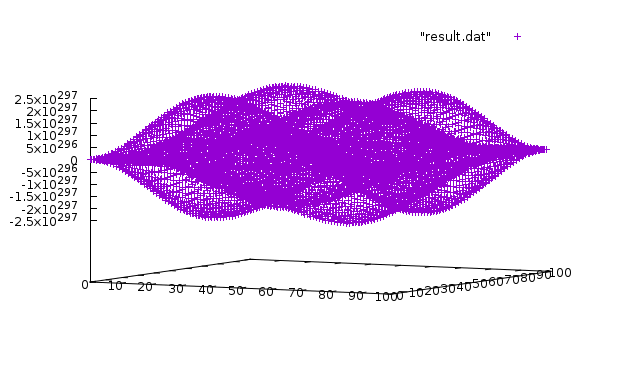 "result.dat"
2.5x10^297
2x10^297
1.5x10^297
1x10^297
5x10^296
0
-5x10^296
-1x10^297
-1.5x10^297
-2x10^297
-2.5x10^297
0 10 20 30 40 50 60 70 80 90 100
0 10 20 30 40 50 60 70 80 90 100